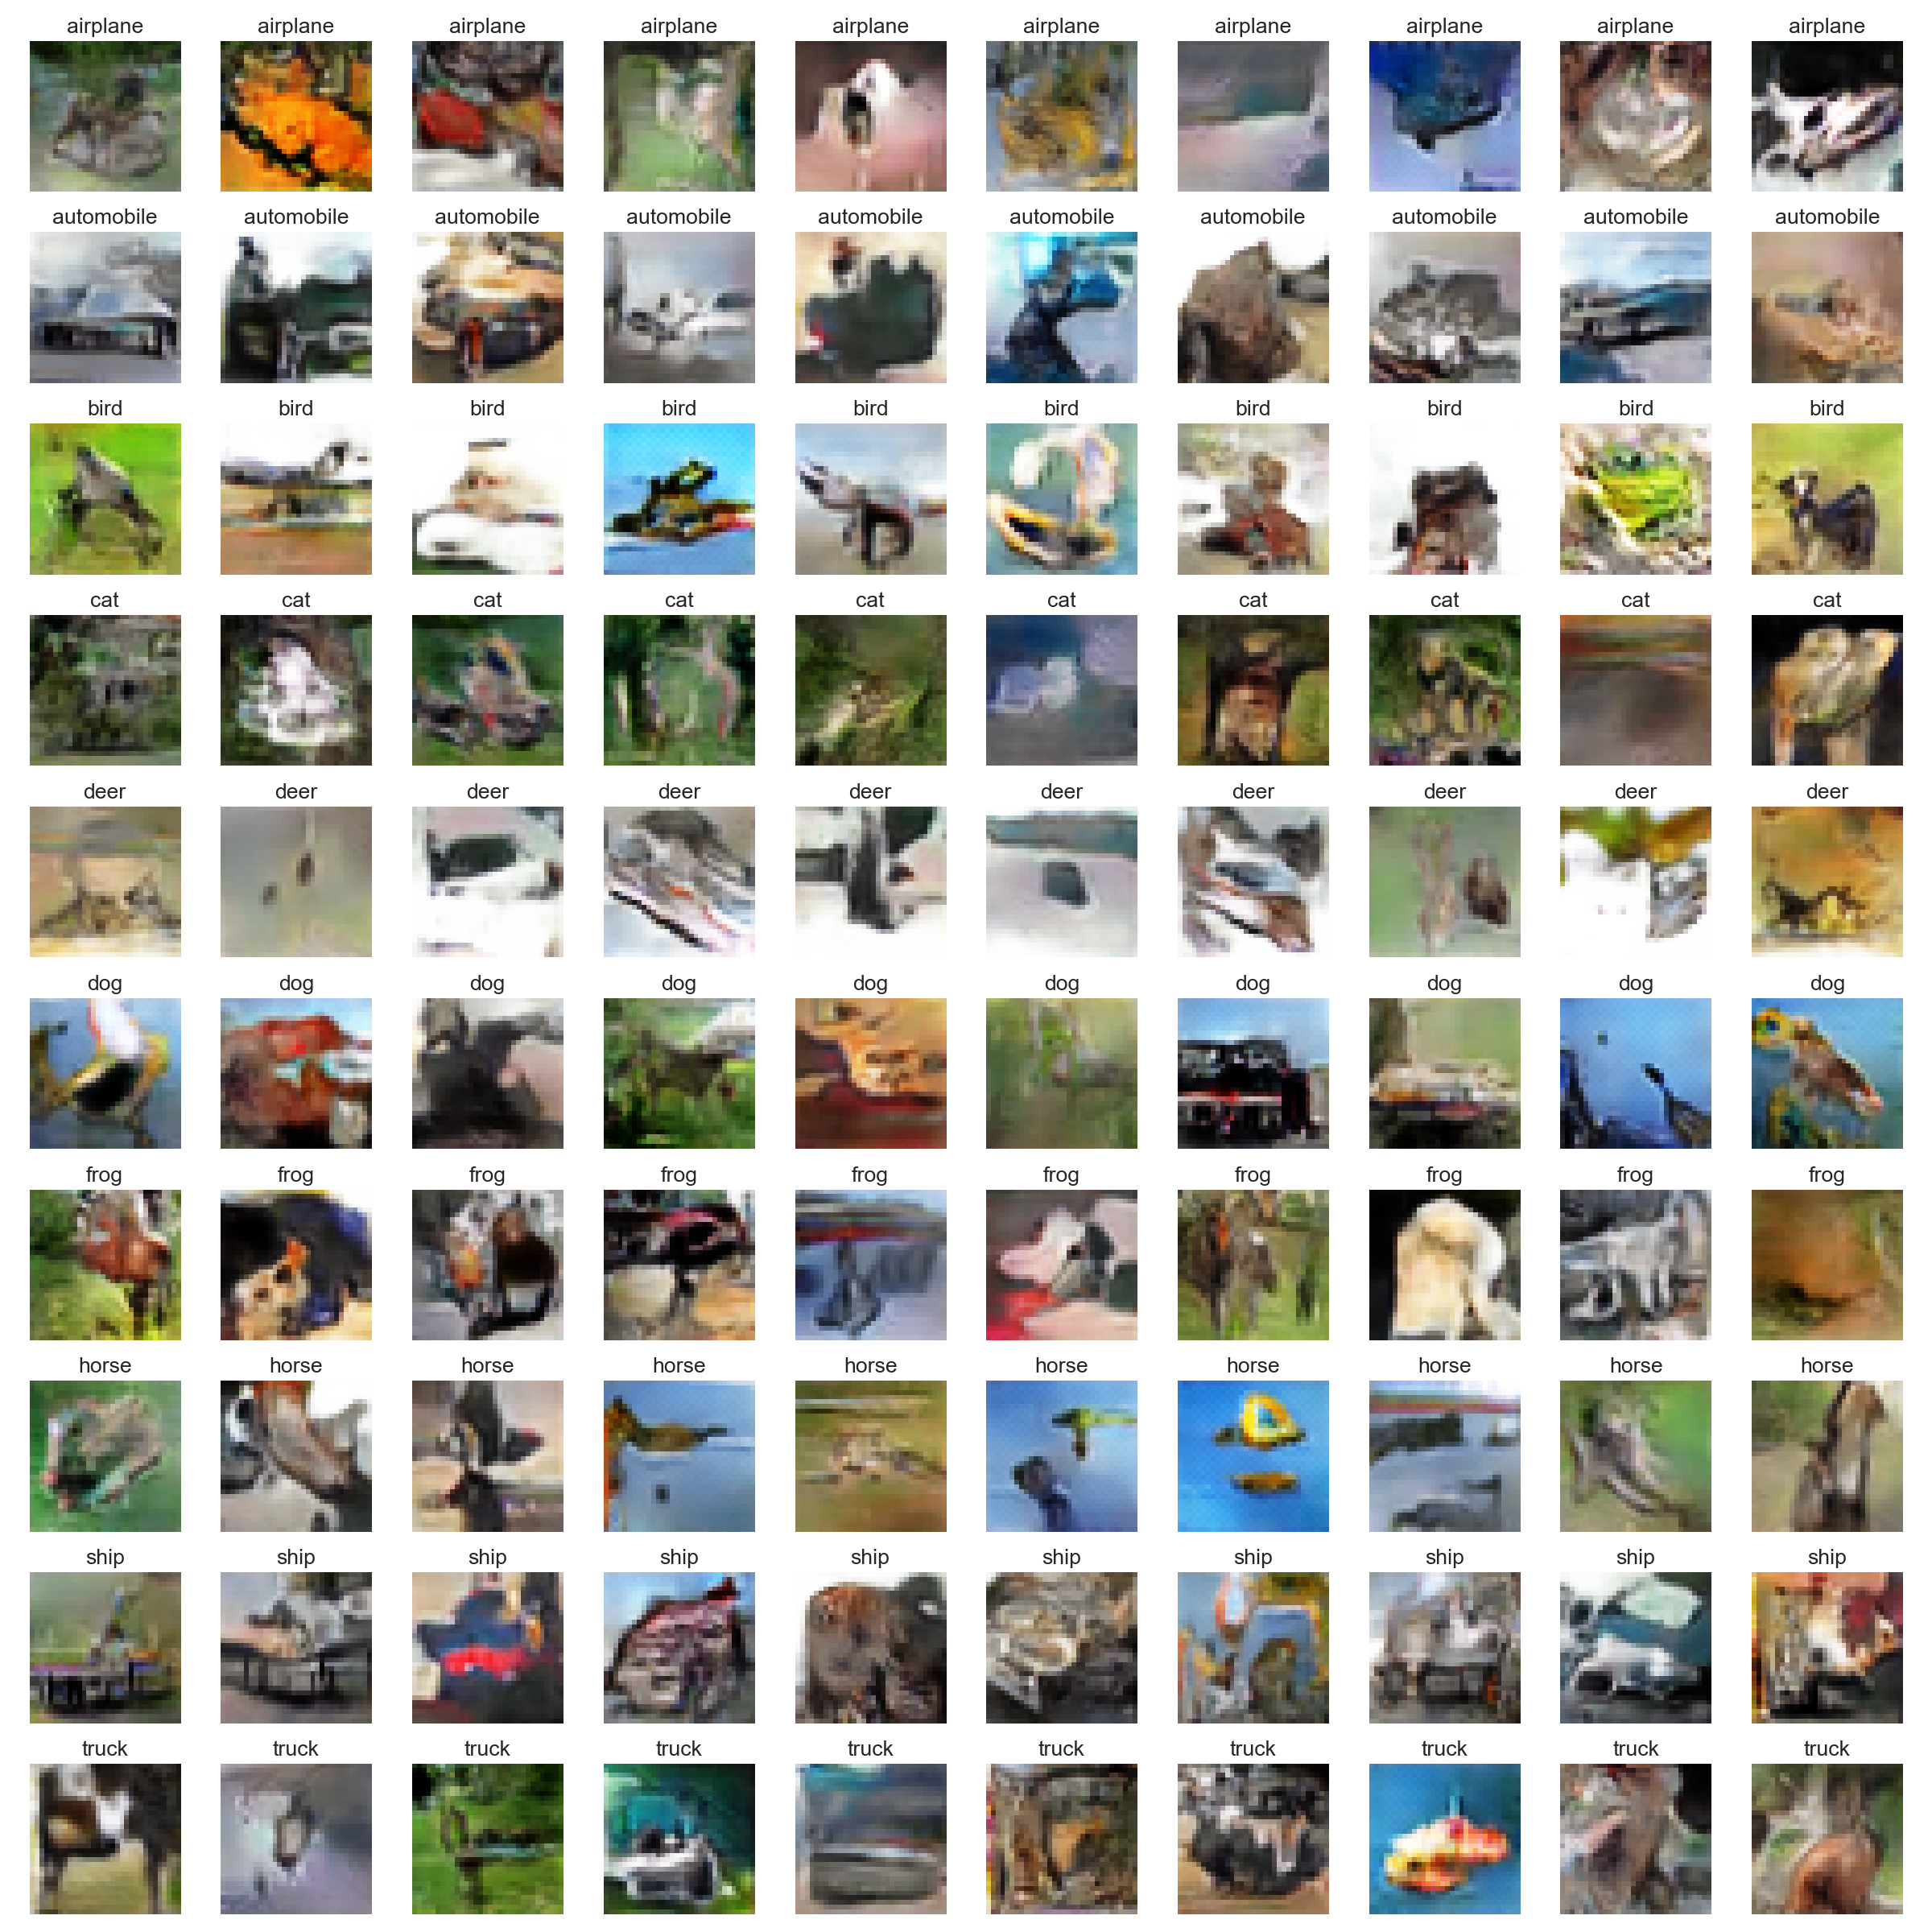 airplane airplane airplane airplane airplane airplane airplane airplane airplane airplane
automobile automobile automobile automobile automobile automobile automobile automobile automobile automobile
bird bird bird bird bird bird bird bird bird bird
cat cat cat cat cat cat cat cat cat cat
deer deer deer deer deer deer deer deer deer deer
dog dog dog dog dog dog dog dog dog dog
frog frog frog frog frog frog frog frog frog frog
horse horse horse horse horse horse horse horse horse horse
ship ship ship ship ship ship ship ship ship ship
truck truck truck truck truck truck truck truck truck truck